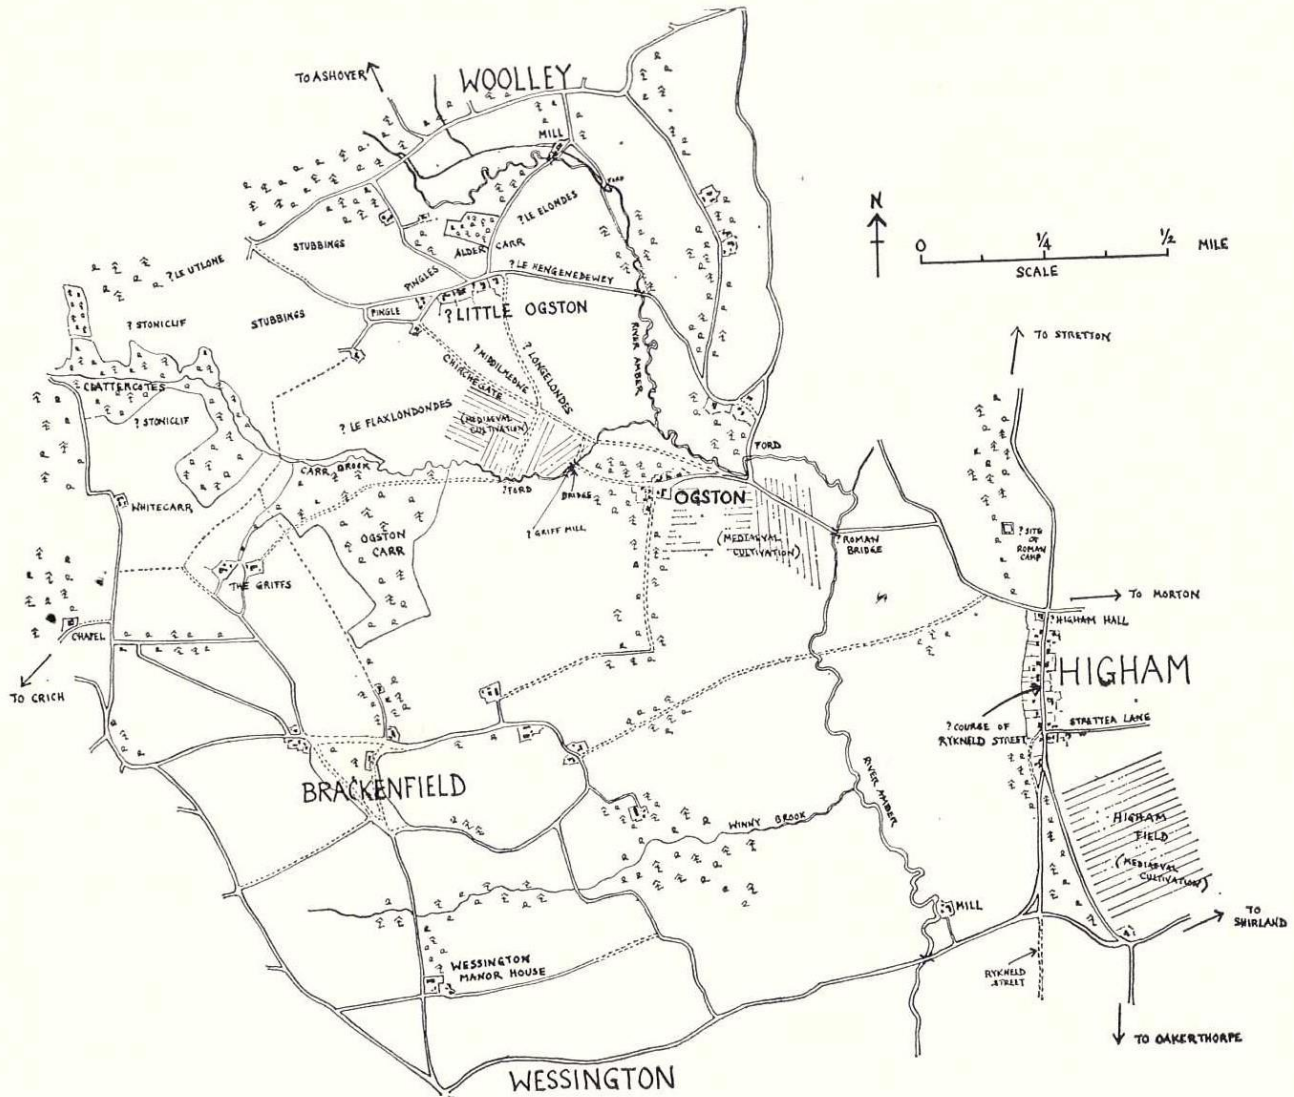 TO ASHOVER
WOOLLEY
MILL
FORD
N
0 1/4 1/2 MILE
SCALE
? LE ELONDES
STUBBINGS
ALDER CARR
? LE UTLONE
PINGLES
? LE HENGENEDEWEY
? STONICLIF
STUBBINGS
PINGLE
? LITTLE OGSTON
RIVER AMBER
TO STRETTON
? MIDDILMEDWE
CHIRCHEGATE
? LONGELONDES
CLATTERCOTES
? STONICLIF
? LE FLAXLONDONDES
(MEDIAEVAL
CULTIVATION)
FORD
CARR BROOK
? FORD
BRIDGE
OGSTON
WHITECARR
OGSTON
CARR
? GRIFF MILL
(MEDIAEVAL
CULTIVATION)
? ROMAN
BRIDGE
? SITE
OF
ROMAN
CAMP
THE GRIFFS
TO MORTON
CHAPEL
? HIGHAM HALL
TO CRICH
HIGHAM
? COURSE OF
RYKNELD STREET
STRETTEA LANE
BRACKENFIELD
RIVER AMBER
WINNY BROOK
HIGHAM
FIELD
(MEDIAEVAL
CULTIVATION)
MILL
TO
SHIRLAND
WESSINGTON
MANOR HOUSE
RYKNELD
STREET
TO OAKERTHORPE
WESSINGTON